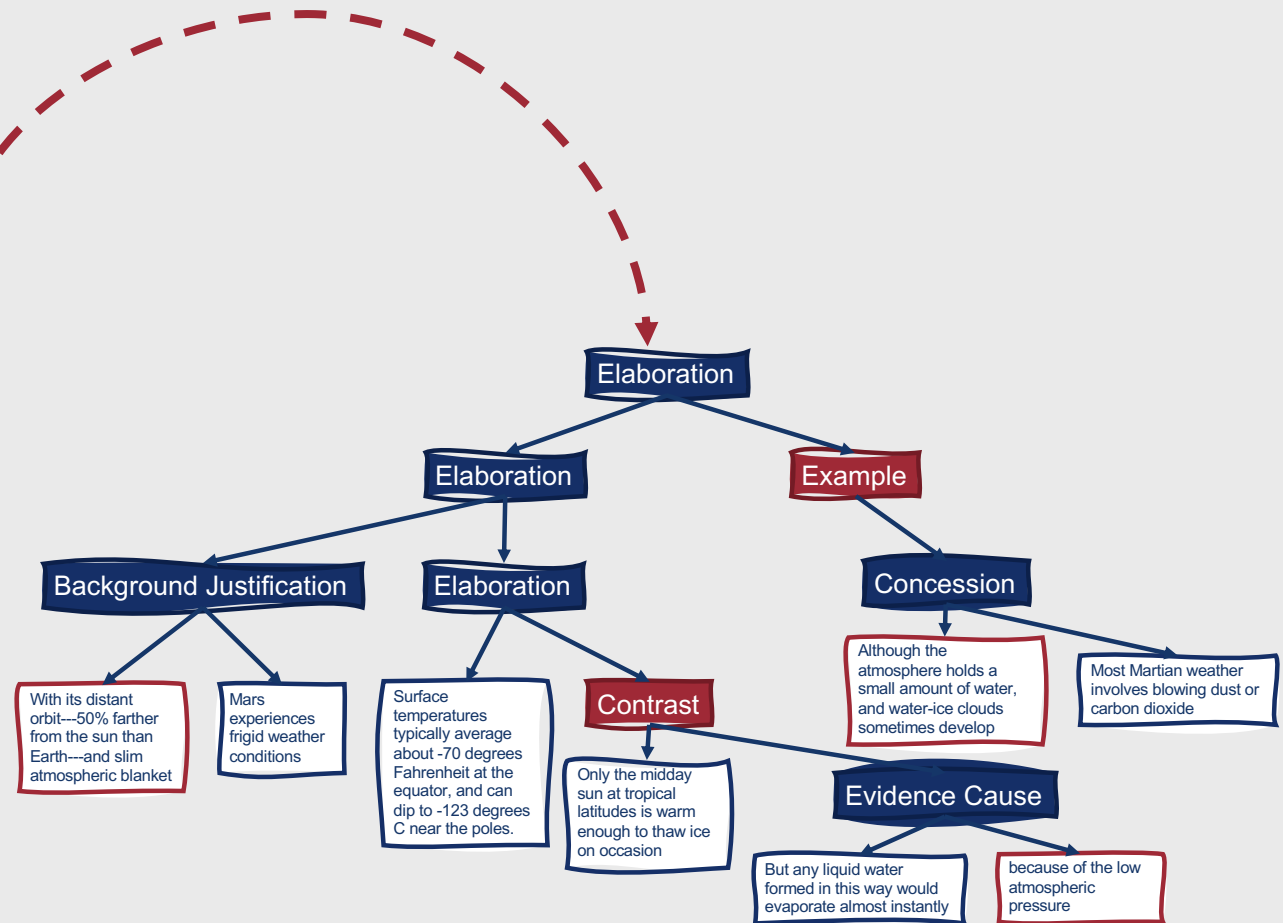 Elaboration
Elaboration
Example
Background Justification
Elaboration
Concession
With its distant
orbit---50% farther
from the sun than
Earth---and slim
atmospheric blanket
Mars
experiences
frigid weather
conditions
Surface
temperatures
typically average
about -70 degrees
Fahrenheit at the
equator, and can
dip to -123 degrees
C near the poles.
Contrast
Although the
atmosphere holds a
small amount of water,
and water-ice clouds
sometimes develop
Most Martian weather
involves blowing dust or
carbon dioxide
Only the midday
sun at tropical
latitudes is warm
enough to thaw ice
on occasion
Evidence Cause
But any liquid water
formed in this way would
evaporate almost instantly
because of the low
atmospheric
pressure